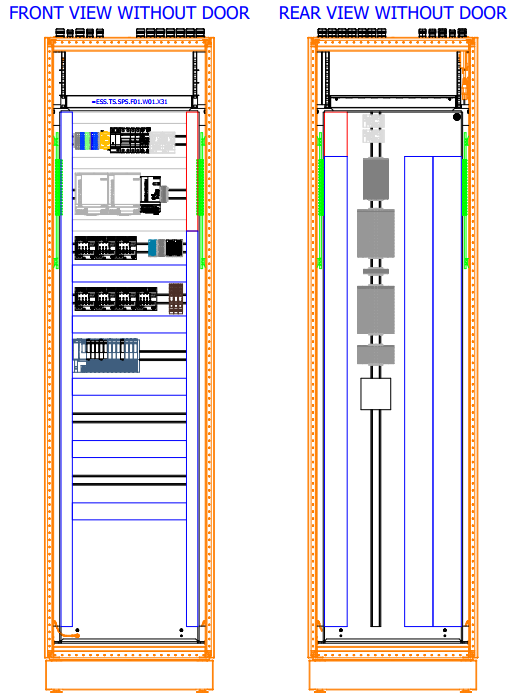 FRONT VIEW WITHOUT DOOR
REAR VIEW WITHOUT DOOR
=ESS.TS.SPS.F01.W01.X31